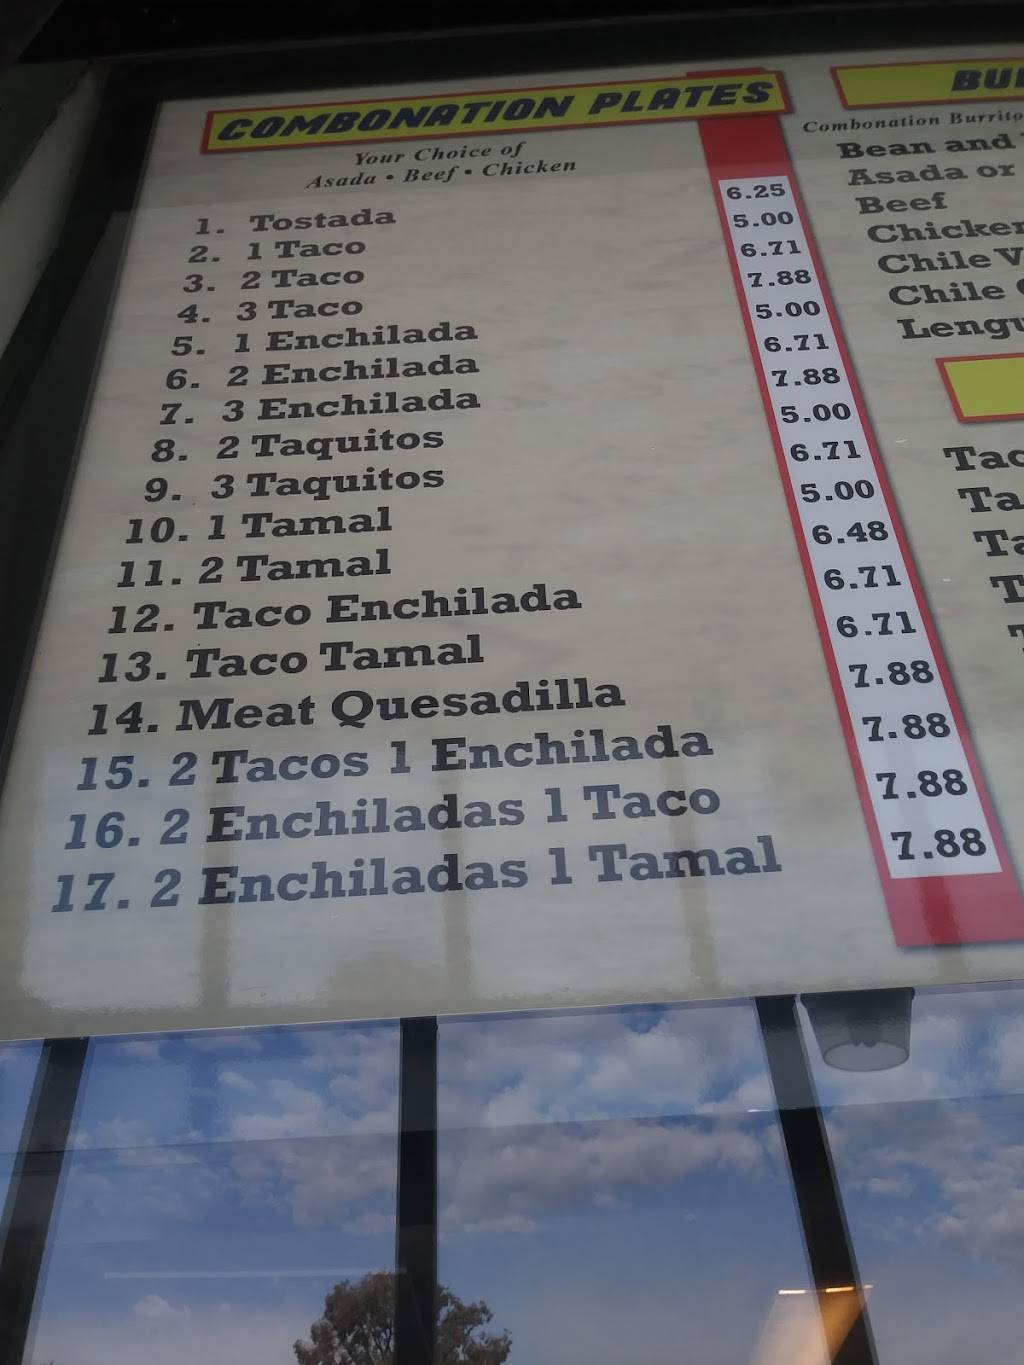 COMBONATION PLATES
Your Choice of
Asada • Beef • Chicken
1. Tostada 6.25
2. 1 Taco 5.00
3. 2 Taco 6.71
4. 3 Taco 7.88
5. 1 Enchilada 5.00
6. 2 Enchilada 6.71
7. 3 Enchilada 7.88
8. 2 Taquitos 5.00
9. 3 Taquitos 6.71
10. 1 Tamal 5.00
11. 2 Tamal 6.48
12. Taco Enchilada 6.71
13. Taco Tamal 6.71
14. Meat Quesadilla 7.88
15. 2 Tacos 1 Enchilada 7.88
16. 2 Enchiladas 1 Taco 7.88
17. 2 Enchiladas 1 Tamal 7.88
Combonation Burrito
Bean and
Asada or
Beef
Chicken
Chile
Chile